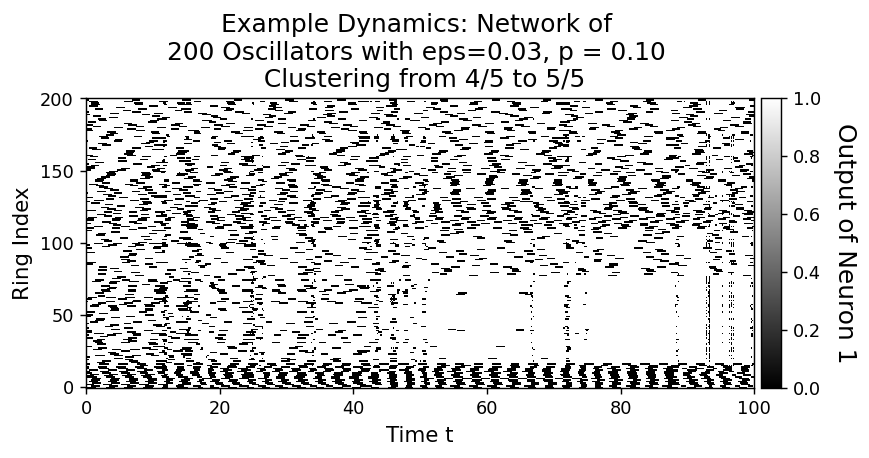 Example Dynamics: Network of
200 Oscillators with eps=0.03, p = 0.10
Clustering from 4/5 to 5/5
200
150
100
50
0
Ring Index
0 20 40 60 80 100
Time t
1.0
0.8
0.6
0.4
0.2
0.0
Output of Neuron 1